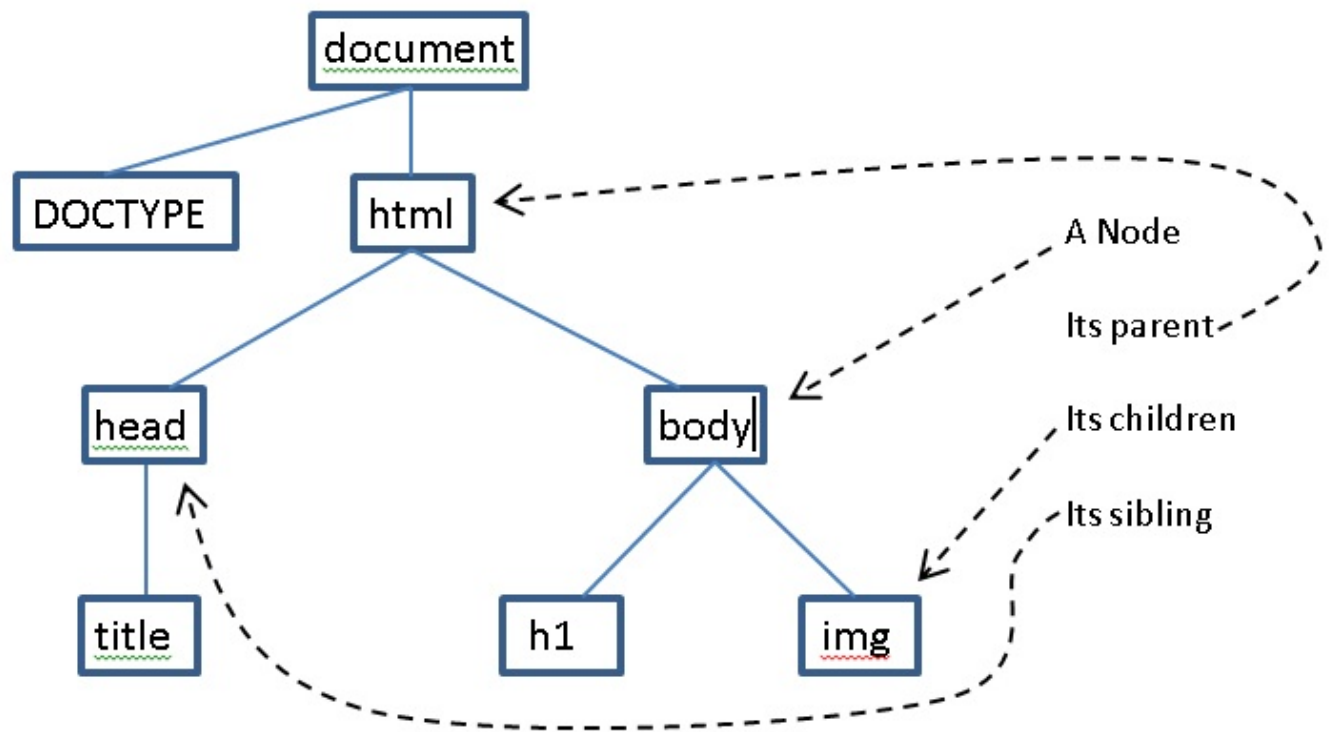 document
DOCTYPE
html
A Node
Its parent
head
body
Its children
Its sibling
title
h1
img